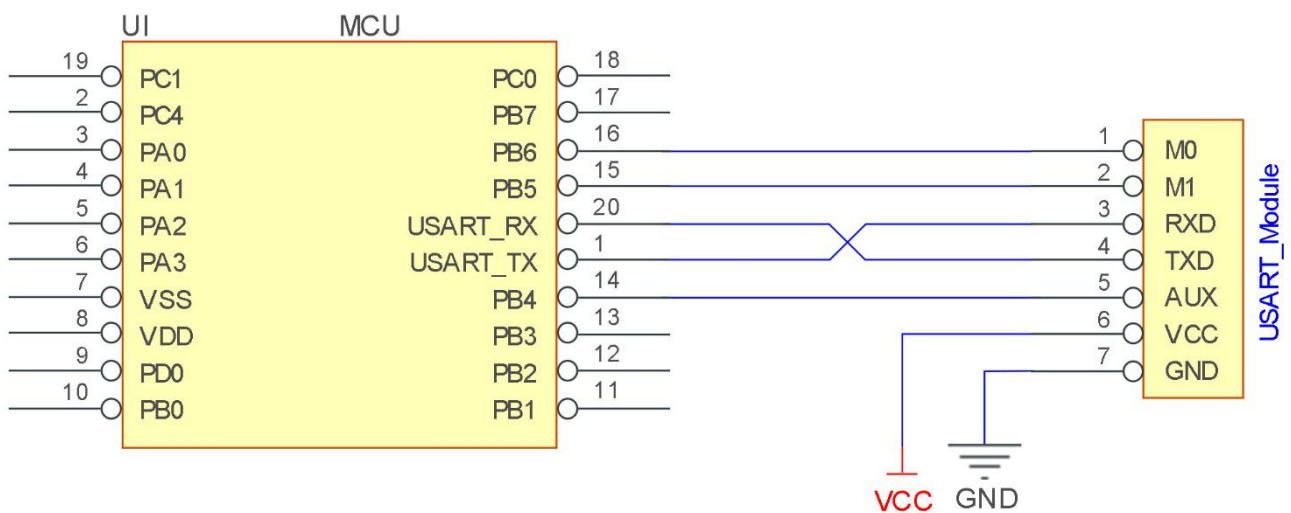 UI MCU
19 PC1 PC0 18
2 PC4 PB7 17
3 PA0 PB6 16 1 M0
4 PA1 PB5 15 2 M1
5 PA2 USART_RX 20 3 RXD
6 PA3 USART_TX 1 4 TXD
7 VSS PB4 14 5 AUX
8 VDD PB3 13 6 VCC
9 PD0 PB2 12 7 GND
10 PB0 PB1 11
USART_Module
VCC GND